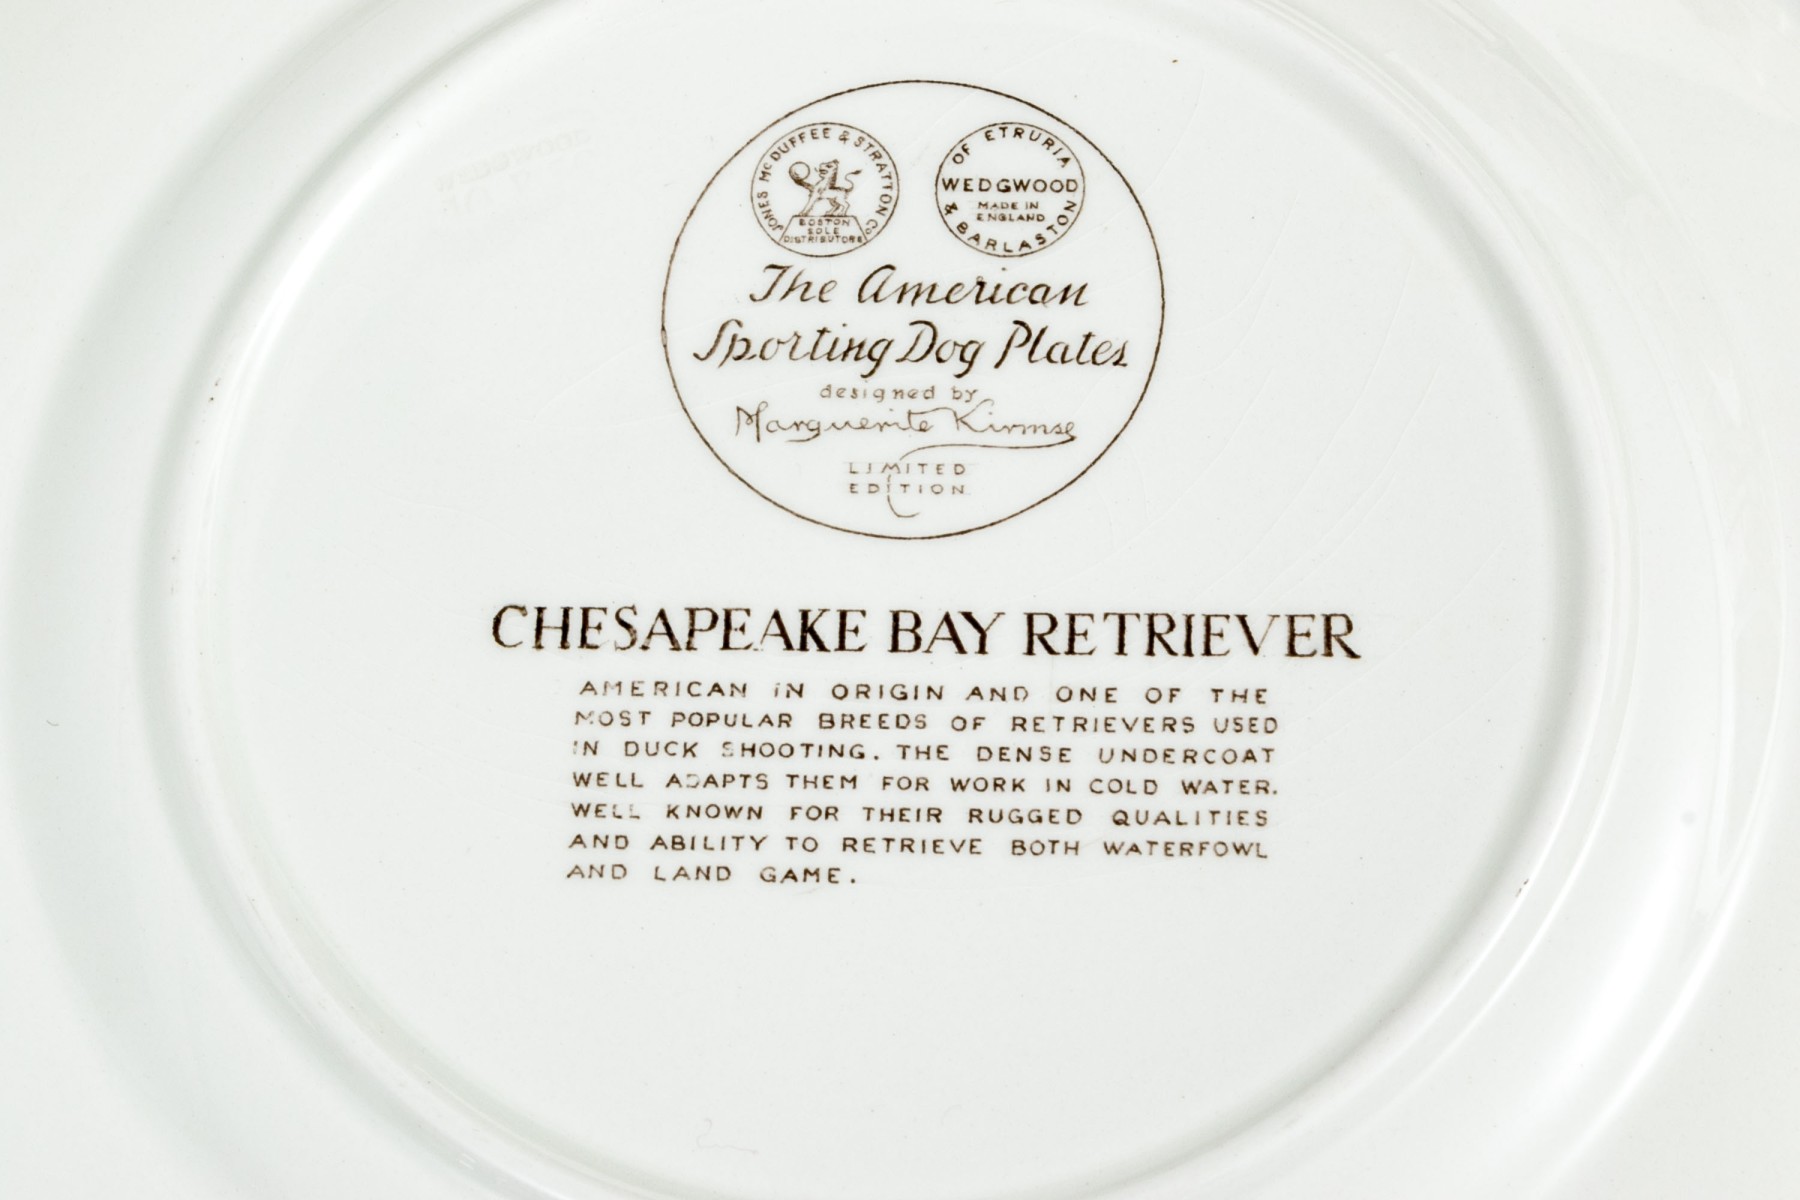 JONES McDUFFEE & STRATTON Co
BOSTON
SOLE
DISTRIBUTORS
OF ETRURIA
WEDGWOOD
MADE IN
ENGLAND
& BARLASTON
The American
Sporting Dog Plates
designed by
Marguerite Kirmse
LIMITED
EDITION
CHESAPEAKE BAY RETRIEVER
AMERICAN IN ORIGIN AND ONE OF THE
MOST POPULAR BREEDS OF RETRIEVERS USED
IN DUCK SHOOTING. THE DENSE UNDERCOAT
WELL ADAPTS THEM FOR WORK IN COLD WATER.
WELL KNOWN FOR THEIR RUGGED QUALITIES
AND ABILITY TO RETRIEVE BOTH WATERFOWL
AND LAND GAME.